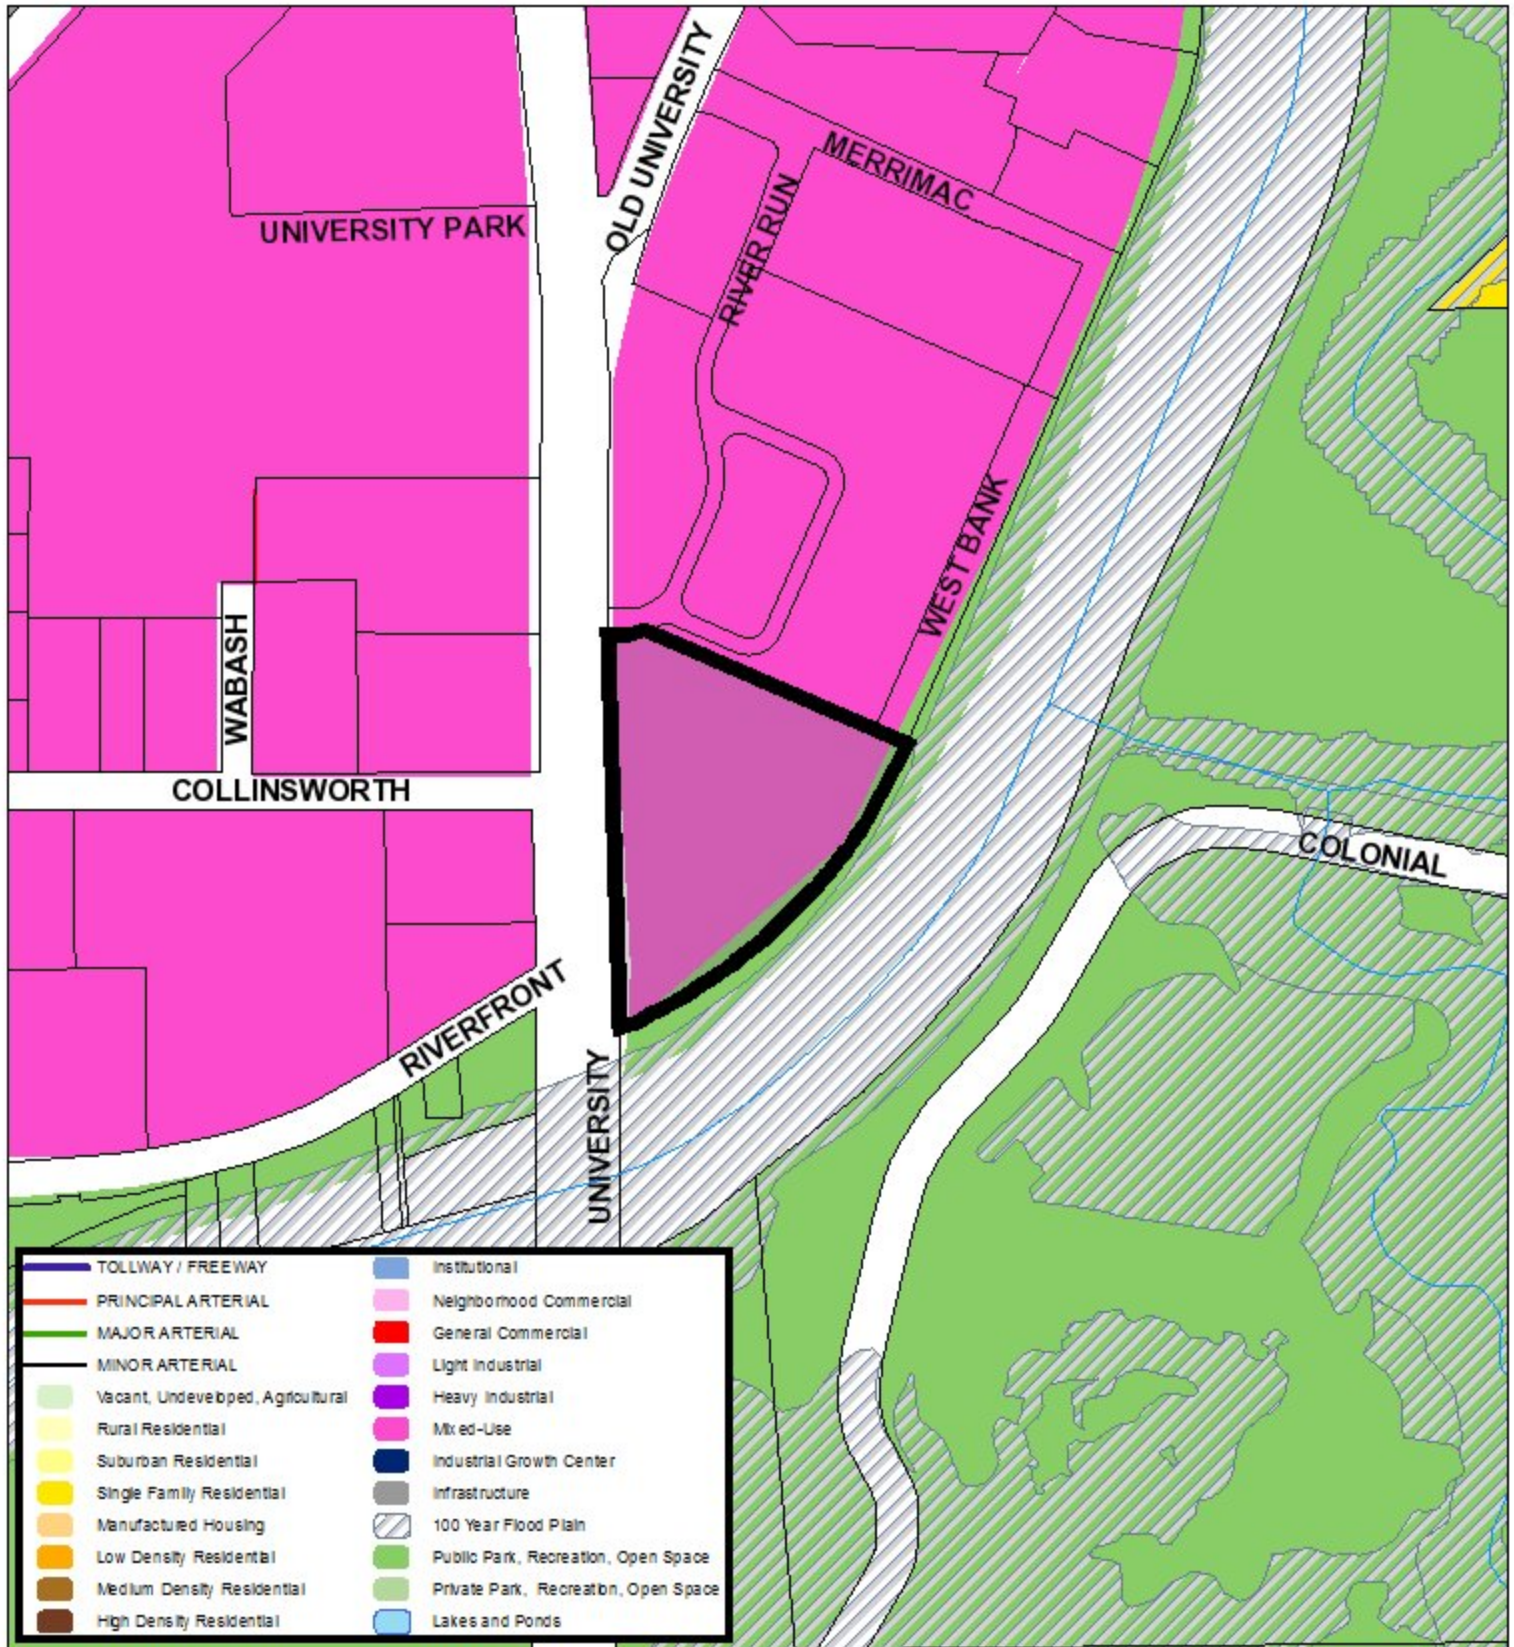 OLD UNIVERSITY
MERRIMAC
UNIVERSITY PARK
RIVER RUN
WEST BANK
WABASH
COLLINSWORTH
COLONIAL
RIVERFRONT
UNIVERSITY
TOLLWAY / FREEWAY
PRINCIPAL ARTERIAL
MAJOR ARTERIAL
MINOR ARTERIAL
Vacant, Undeveloped, Agricultural
Rural Residential
Suburban Residential
Single Family Residential
Manufactured Housing
Low Density Residential
Medium Density Residential
High Density Residential
Institutional
Neighborhood Commercial
General Commercial
Light Industrial
Heavy Industrial
Mixed-Use
Industrial Growth Center
Infrastructure
100 Year Flood Plain
Public Park, Recreation, Open Space
Private Park, Recreation, Open Space
Lakes and Ponds